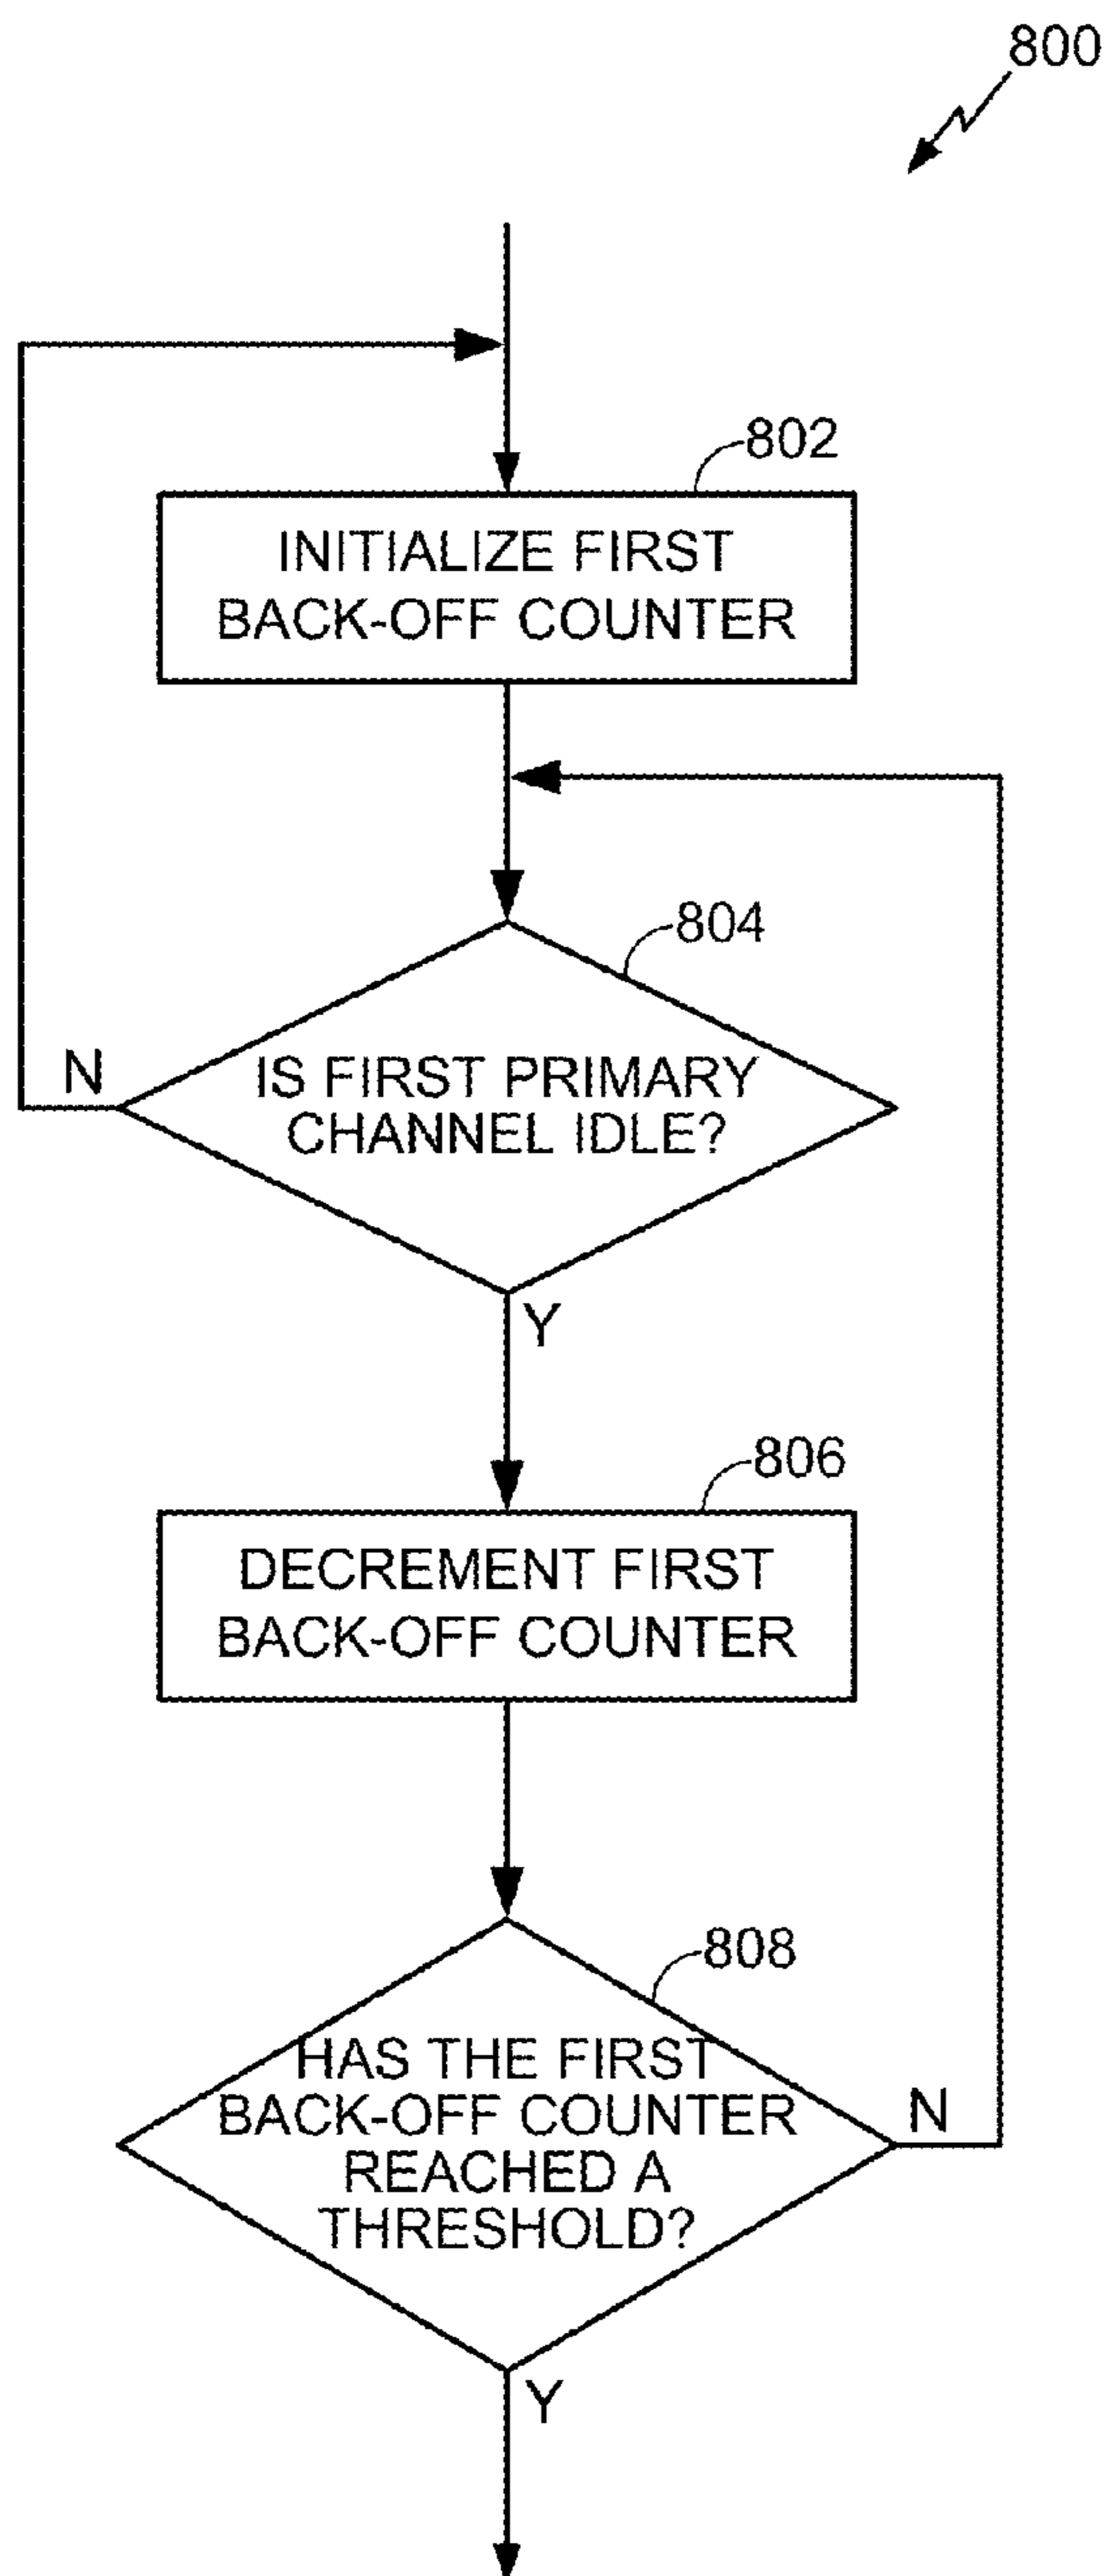 800
802
INITIALIZE FIRST
BACK-OFF COUNTER
804
N
IS FIRST PRIMARY
CHANNEL IDLE?
Y
806
DECREMENT FIRST
BACK-OFF COUNTER
808
HAS THE FIRST
BACK-OFF COUNTER
REACHED A
THRESHOLD?
N
Y